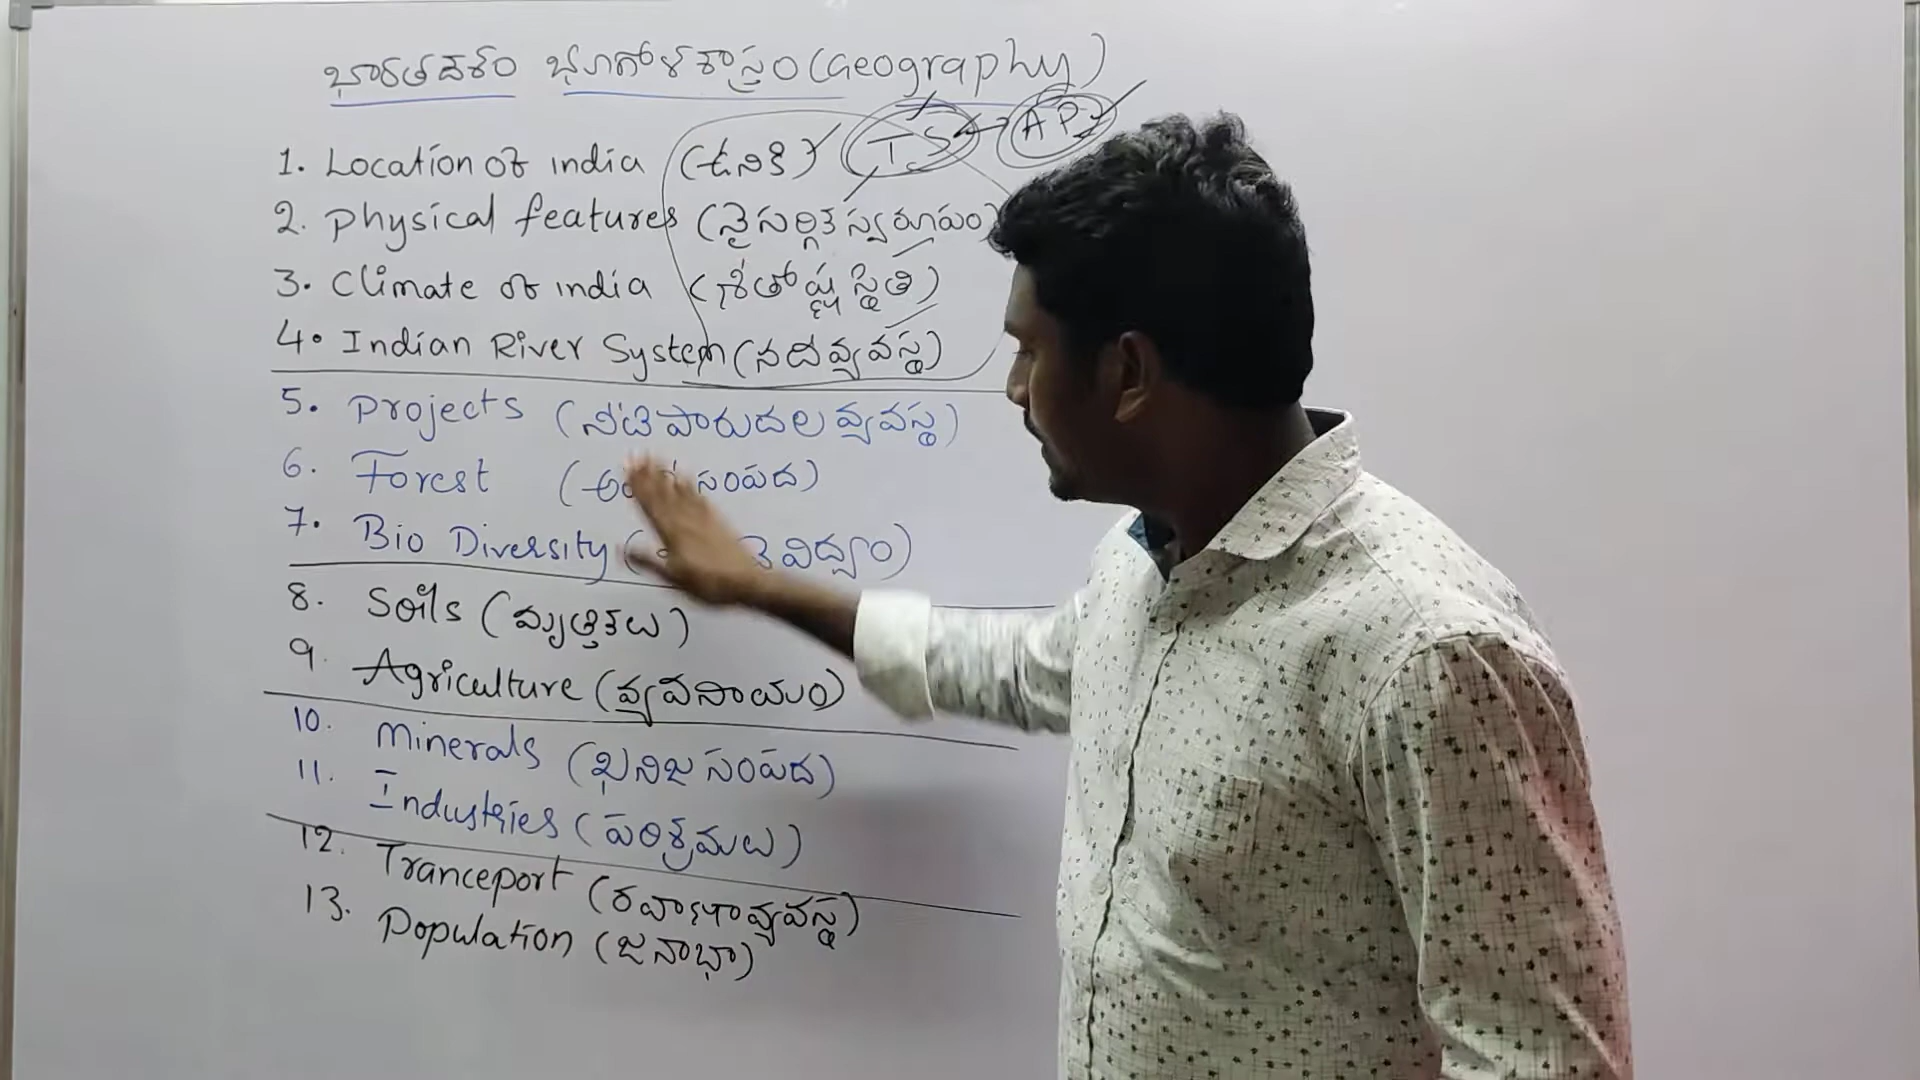 భారతదేశం భూగోళశాస్త్రం (Geography)
TS AP
1. Location of india (ఉనికి)
2. Physical features (నైసర్గిక స్వరూపం)
3. Climate of india (శీతోష్ణ స్థితి)
4. Indian River System (నదీవ్యవస్థ)
5. Projects (నీటిపారుదల వ్యవస్థ)
6. Forest సంపద)
7. Bio Diversity
8. Soils (మృత్తికలు)
9. Agriculture (వ్యవసాయం)
10. Minerals (ఖనిజ సంపద)
11. Industries (పరిశ్రమలు)
12. Tranceport (రవాణావ్యవస్థ)
13. Population (జనాభా)